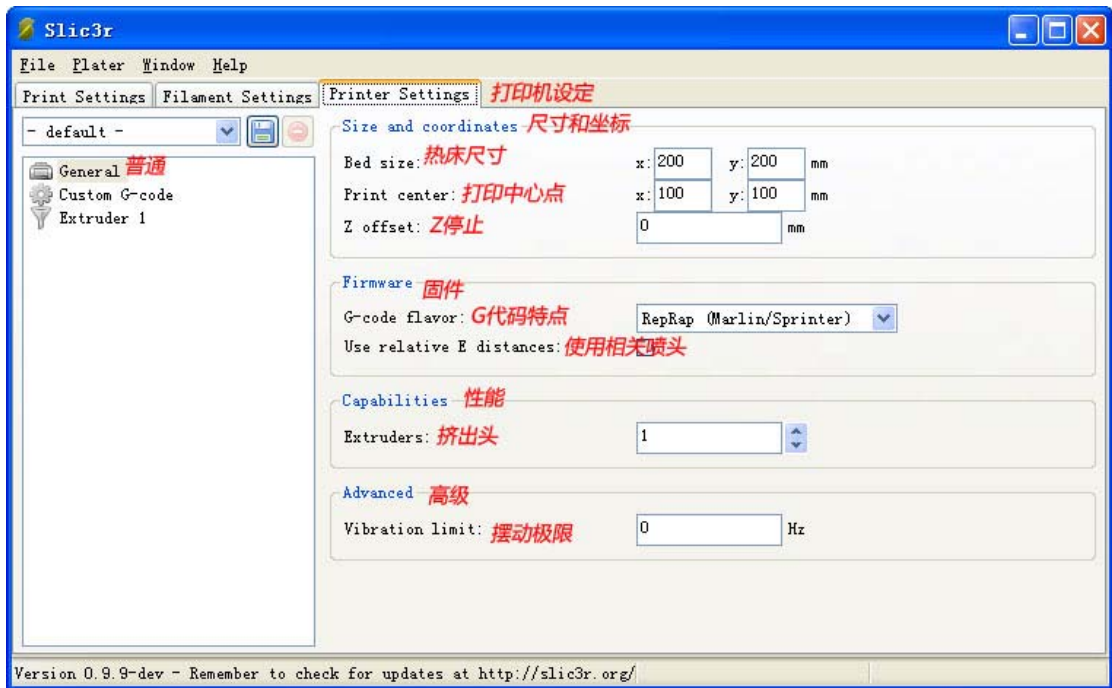 Slic3r
File Plater Window Help
Print Settings Filament Settings Printer Settings 打印机设定
- default -
General 普通
Custom G-code
Extruder 1
Size and coordinates 尺寸和坐标
Bed size: 热床尺寸 x: 200 y: 200 mm
Print center: 打印中心点 x: 100 y: 100 mm
Z offset: Z停止 0 mm
Firmware 固件
G-code flavor: G代码特点 RepRap (Marlin/Sprinter)
Use relative E distances: 使用相关喷头
Capabilities 性能
Extruders: 挤出头 1
Advanced 高级
Vibration limit: 摆动极限 0 Hz
Version 0.9.9-dev - Remember to check for updates at http://slic3r.org/